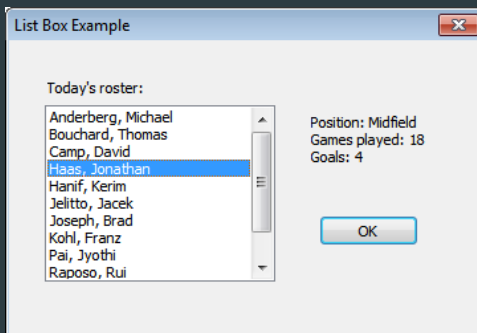 List Box Example
Today's roster:
Anderberg, Michael
Bouchard, Thomas
Camp, David
Haas, Jonathan
Hanif, Kerim
Jelitto, Jacek
Joseph, Brad
Kohl, Franz
Pai, Jyothi
Raposo, Rui
Position: Midfield
Games played: 18
Goals: 4
OK